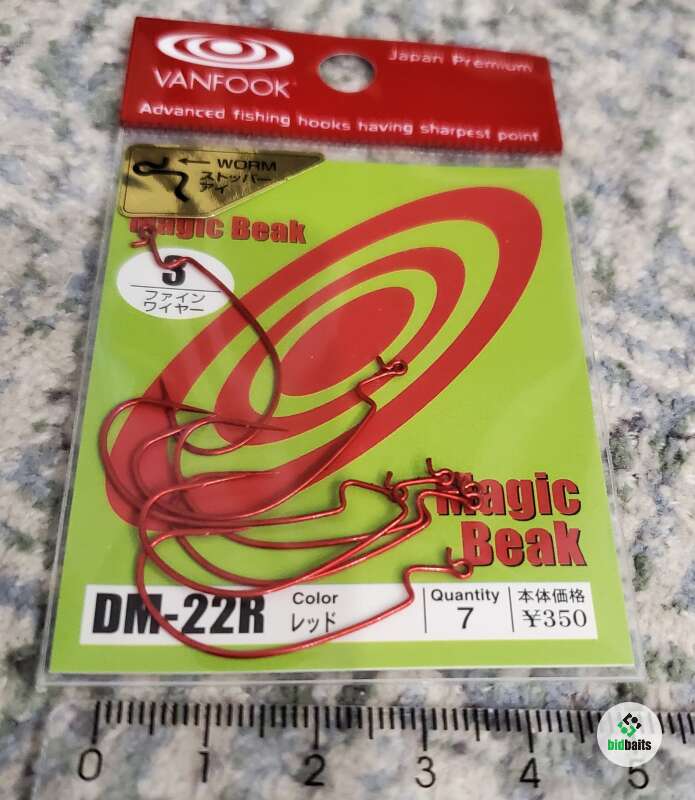 VANFOOK
Japan Premium
Advanced fishing hooks having sharpest point
← WORM
ストッパー
アイ
Magic Beak
3
ファイン
ワイヤー
Magic
Beak
DM-22R
Color
レッド
Quantity
7
本体価格
¥350
0 1 2 3 4 5
bidbaits